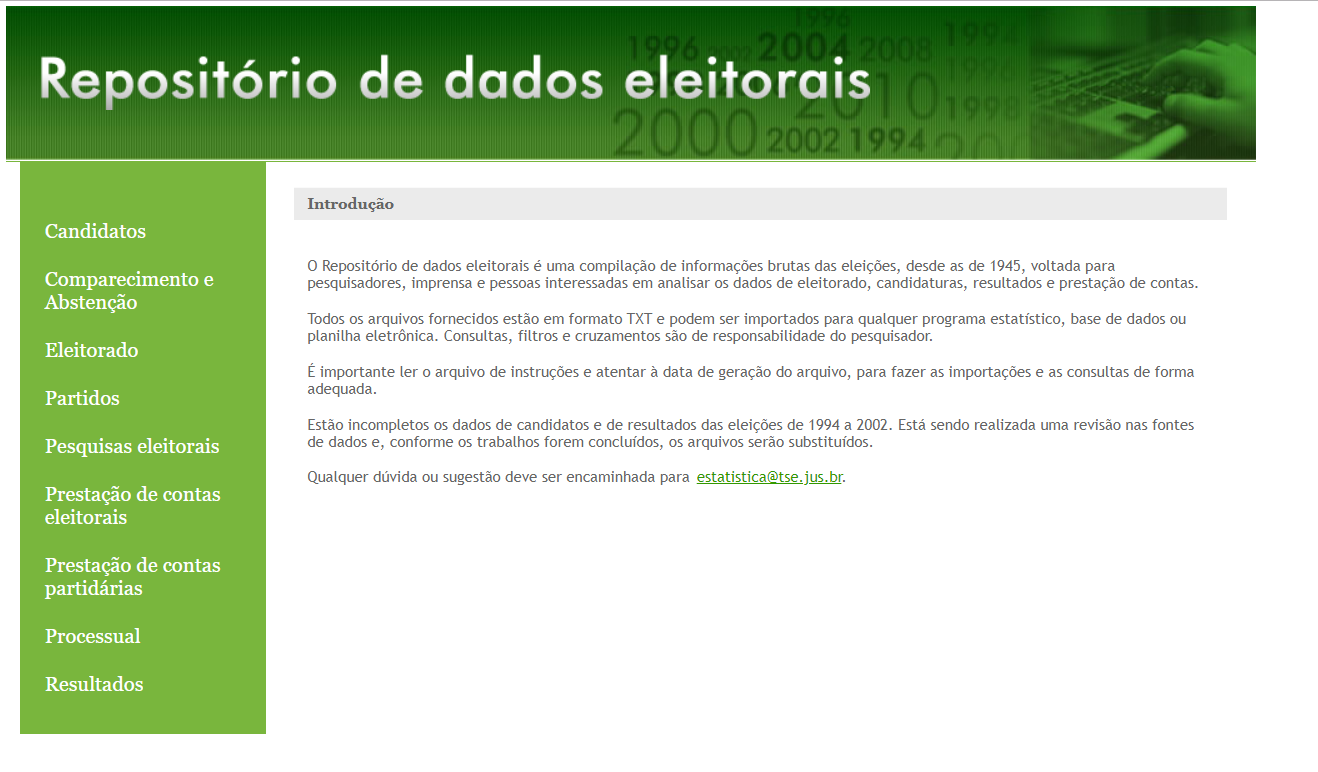 1996
1996 2002 2004 2008 1994
Repositório de dados eleitorais
1996
2010 1998
2000 2002 1994
Introdução
Candidatos
Comparecimento e
Abstenção
Eleitorado
Partidos
Pesquisas eleitorais
Prestação de contas
eleitorais
Prestação de contas
partidárias
Processual
Resultados
O Repositório de dados eleitorais é uma compilação de informações brutas das eleições, desde as de 1945, voltada para
pesquisadores, imprensa e pessoas interessadas em analisar os dados de eleitorado, candidaturas, resultados e prestação de contas.
Todos os arquivos fornecidos estão em formato TXT e podem ser importados para qualquer programa estatístico, base de dados ou
planilha eletrônica. Consultas, filtros e cruzamentos são de responsabilidade do pesquisador.
É importante ler o arquivo de instruções e atentar à data de geração do arquivo, para fazer as importações e as consultas de forma
adequada.
Estão incompletos os dados de candidatos e de resultados das eleições de 1994 a 2002. Está sendo realizada uma revisão nas fontes
de dados e, conforme os trabalhos forem concluídos, os arquivos serão substituídos.
Qualquer dúvida ou sugestão deve ser encaminhada para estatistica@tse.jus.br.